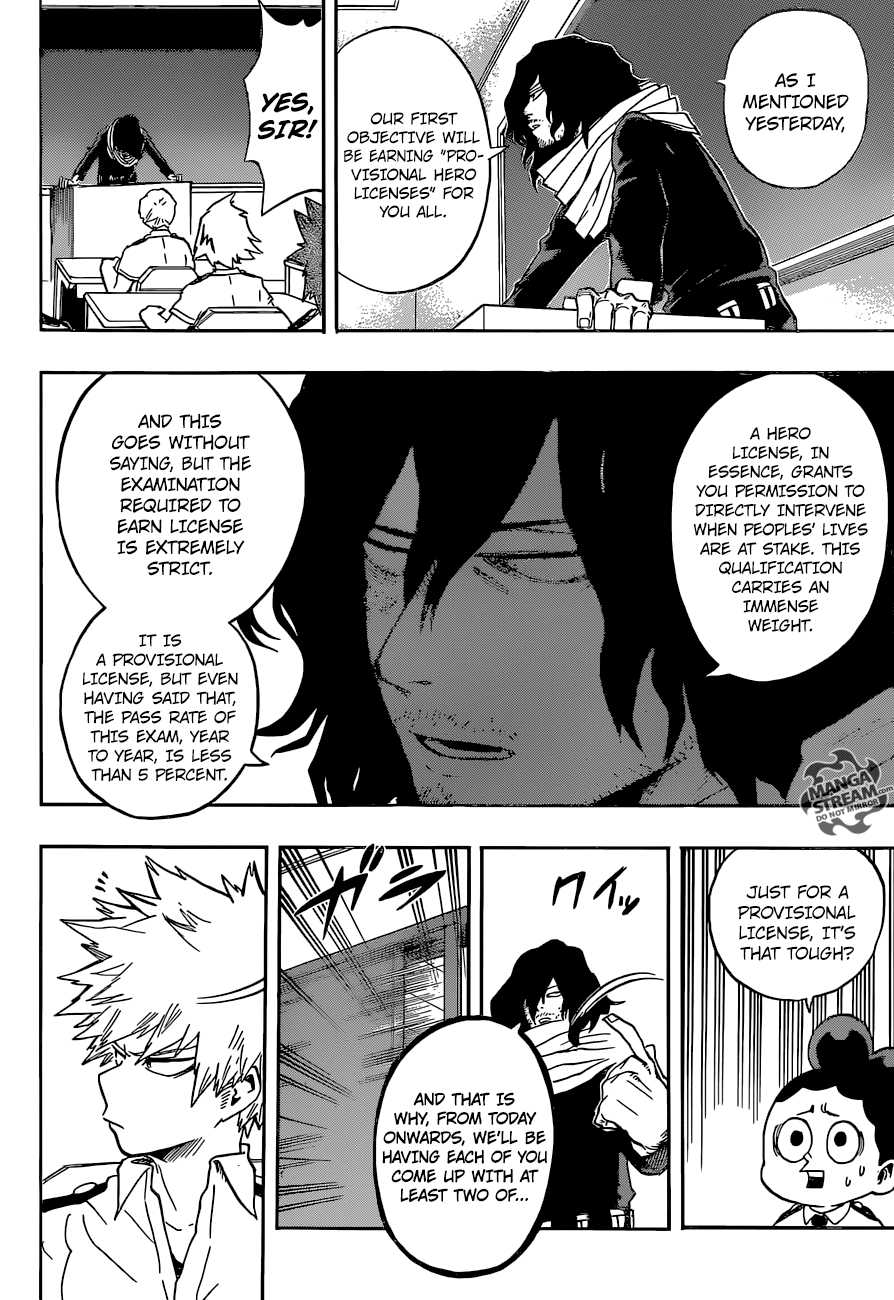 AS I
MENTIONED
YESTERDAY,
OUR FIRST
OBJECTIVE WILL
BE EARNING "PRO-
VISIONAL HERO
LICENSES" FOR
YOU ALL.
YES,
SIR!
A HERO
LICENSE, IN
ESSENCE, GRANTS
YOU PERMISSION TO
DIRECTLY INTERVENE
WHEN PEOPLES' LIVES
ARE AT STAKE. THIS
QUALIFICATION
CARRIES AN
IMMENSE
WEIGHT.
AND THIS
GOES WITHOUT
SAYING, BUT THE
EXAMINATION
REQUIRED TO
EARN LICENSE
IS EXTREMELY
STRICT.
IT IS
A PROVISIONAL
LICENSE, BUT EVEN
HAVING SAID THAT,
THE PASS RATE OF
THIS EXAM, YEAR
TO YEAR, IS LESS
THAN 5 PERCENT.
MANGA
STREAM.com
DO NOT MIRROR
JUST FOR A
PROVISIONAL
LICENSE, IT'S
THAT TOUGH?
クイッ
AND THAT IS
WHY, FROM TODAY
ONWARDS, WE'LL BE
HAVING EACH OF YOU
COME UP WITH AT
LEAST TWO OF...
ガラ